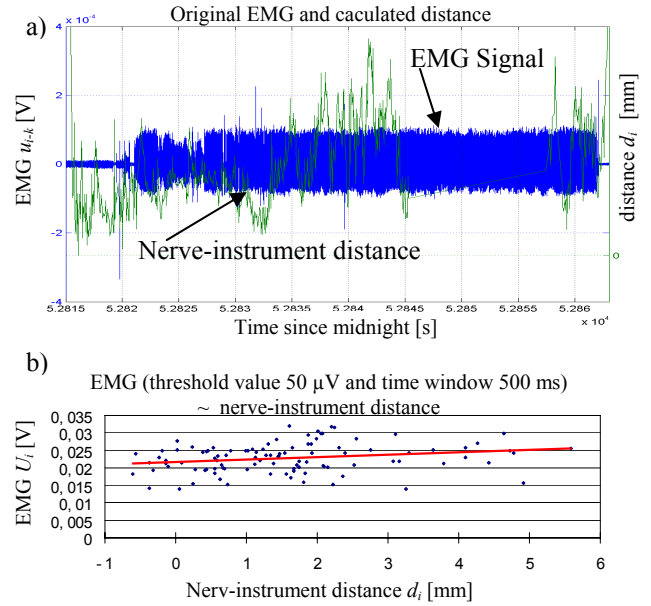 a)
Original EMG and caculated distance
× 10⁻⁴
4
2
0
-2
-4
EMG u_{i-k} [V]
EMG Signal
Nerve-instrument distance
distance d_i [mm]
0
5.2815 5.282 5.2825 5.283 5.2835 5.284 5.2845 5.285 5.2855 5.286
Time since midnight [s]
× 10⁴
b)
EMG (threshold value 50 µV and time window 500 ms)
~ nerve-instrument distance
EMG U_i [V]
0, 035
0, 03
0, 025
0, 02
0, 015
0, 01
0, 005
0
-1 0 1 2 3 4 5 6
Nerv-instrument distance d_i [mm]